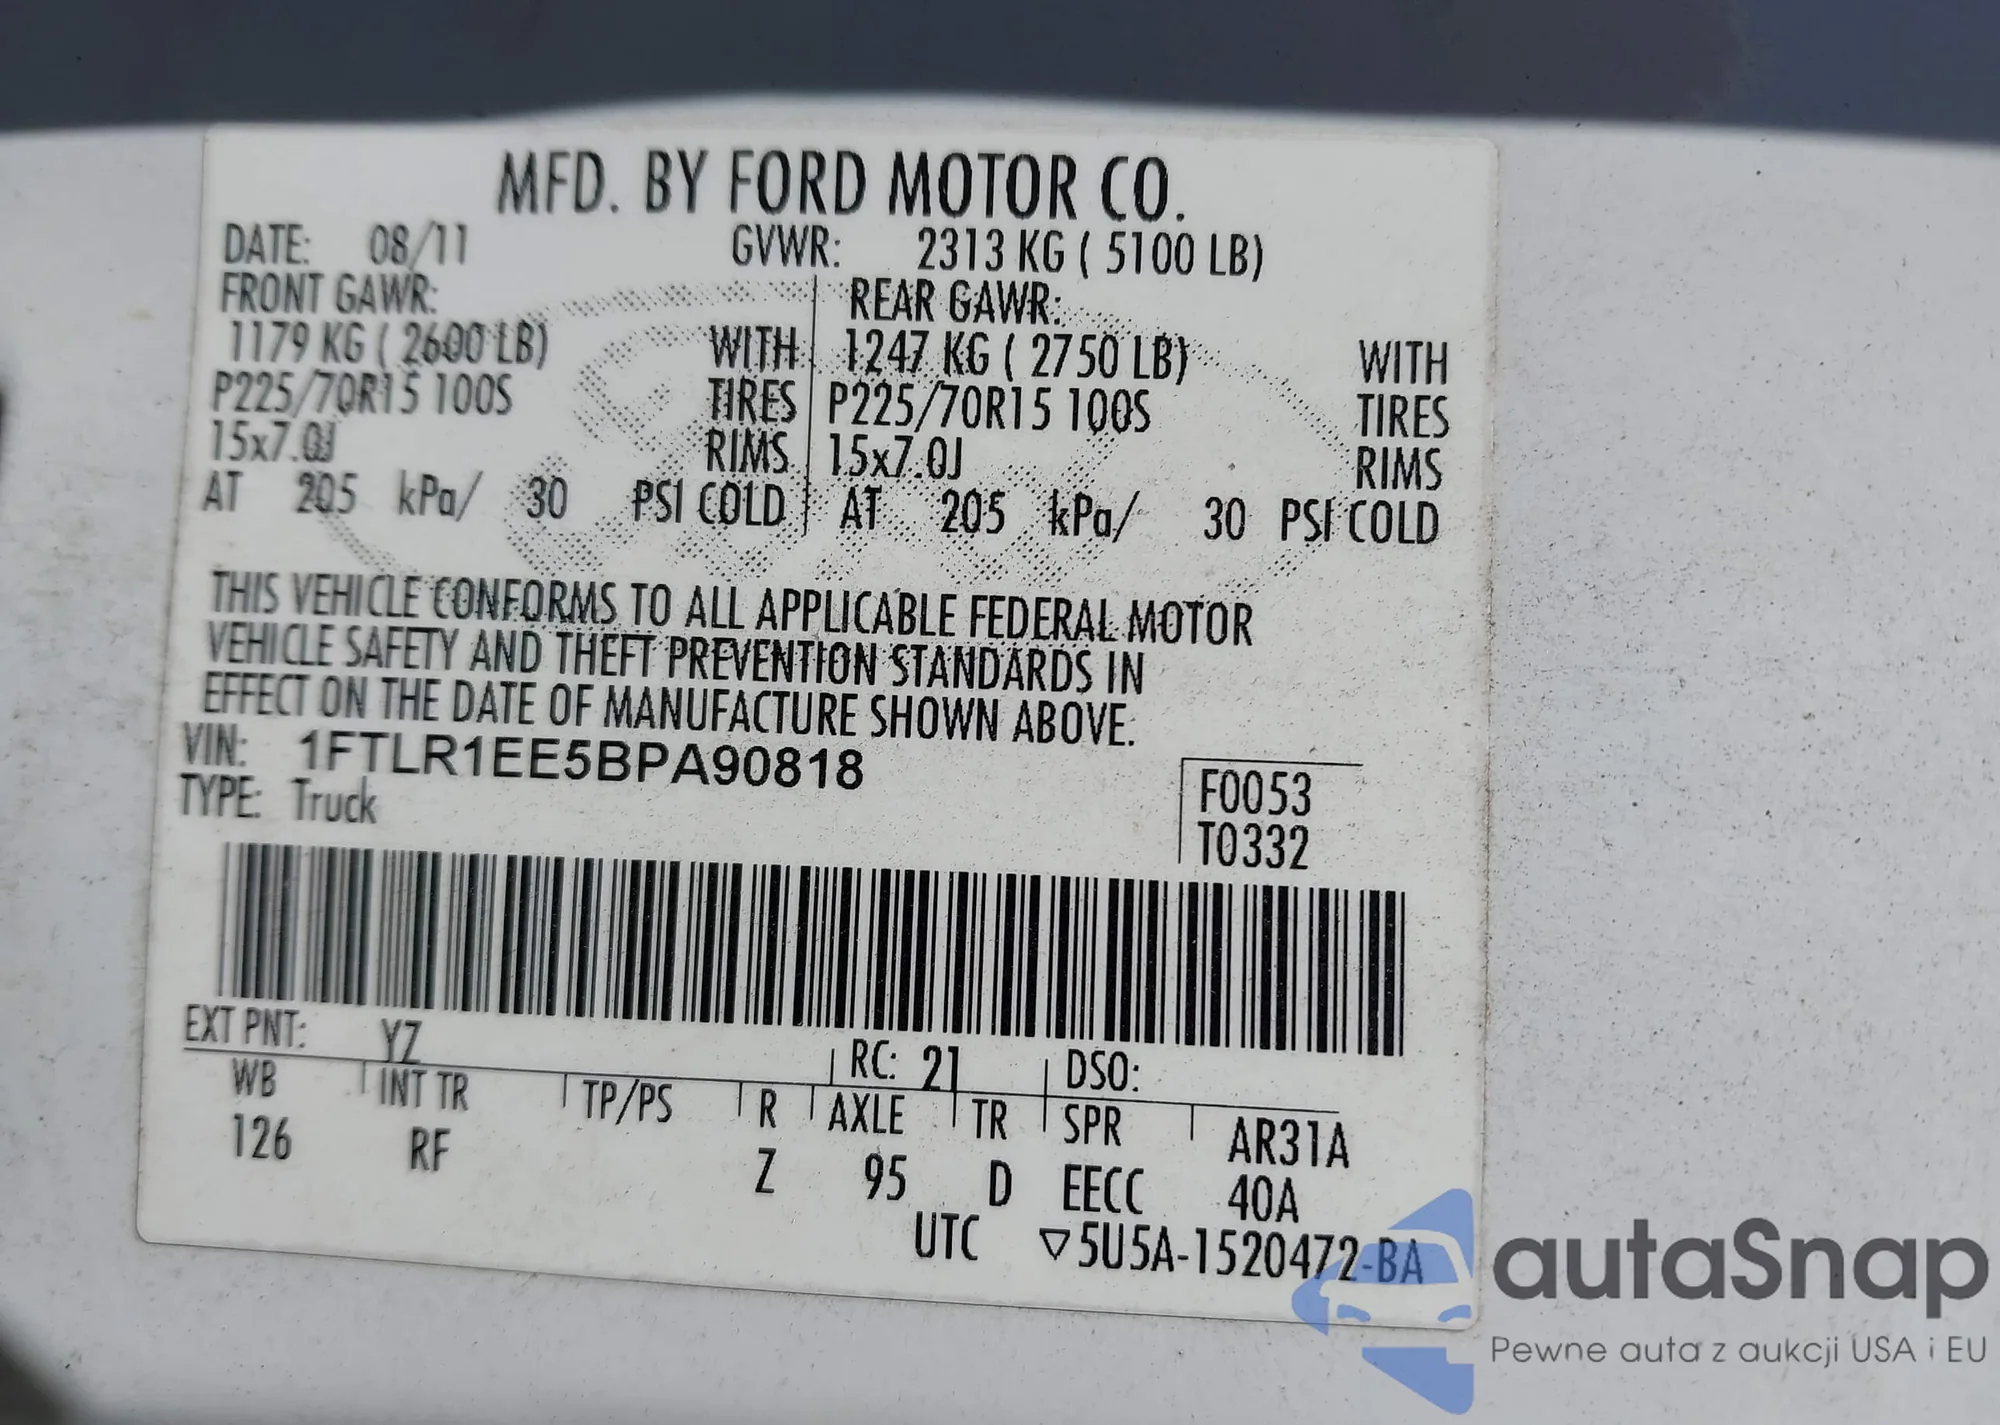 MFD. BY FORD MOTOR CO.
DATE: 08/11 GVWR: 2313 KG ( 5100 LB)
FRONT GAWR: REAR GAWR:
1179 KG ( 2600 LB) WITH 1247 KG ( 2750 LB) WITH
P225/70R15 100S TIRES P225/70R15 100S TIRES
15x7.0J RIMS 15x7.0J RIMS
AT 205 kPa/ 30 PSI COLD AT 205 kPa/ 30 PSI COLD
THIS VEHICLE CONFORMS TO ALL APPLICABLE FEDERAL MOTOR
VEHICLE SAFETY AND THEFT PREVENTION STANDARDS IN
EFFECT ON THE DATE OF MANUFACTURE SHOWN ABOVE.
VIN: 1FTLR1EE5BPA90818
TYPE: Truck
F0053
T0332
EXT PNT: YZ RC: 21 DSO:
WB INT TR TP/PS R AXLE TR SPR AR31A
126 RF Z 95 D EECC 40A
UTC ▽5U5A-1520472-BA
autaSnap
Pewne auta z aukcji USA i EU